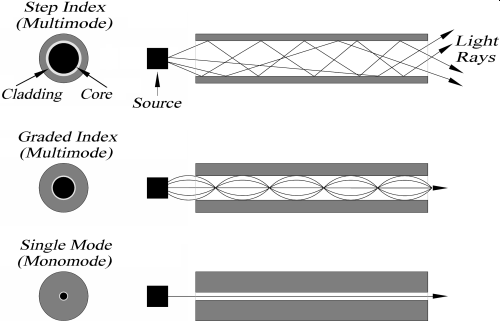 Step Index
(Multimode)
Cladding
Core
Source
Light
Rays
Graded Index
(Multimode)
Single Mode
(Monomode)